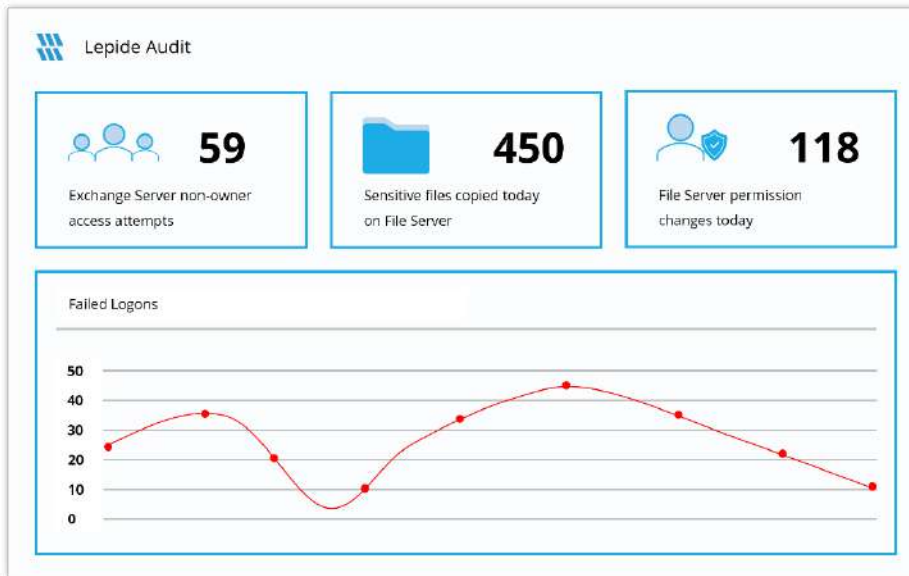 Lepide Audit
59
Exchange Server non-owner
access attempts
450
Sensitive files copied today
on File Server
118
File Server permission
changes today
Failed Logons
50
40
30
20
10
0